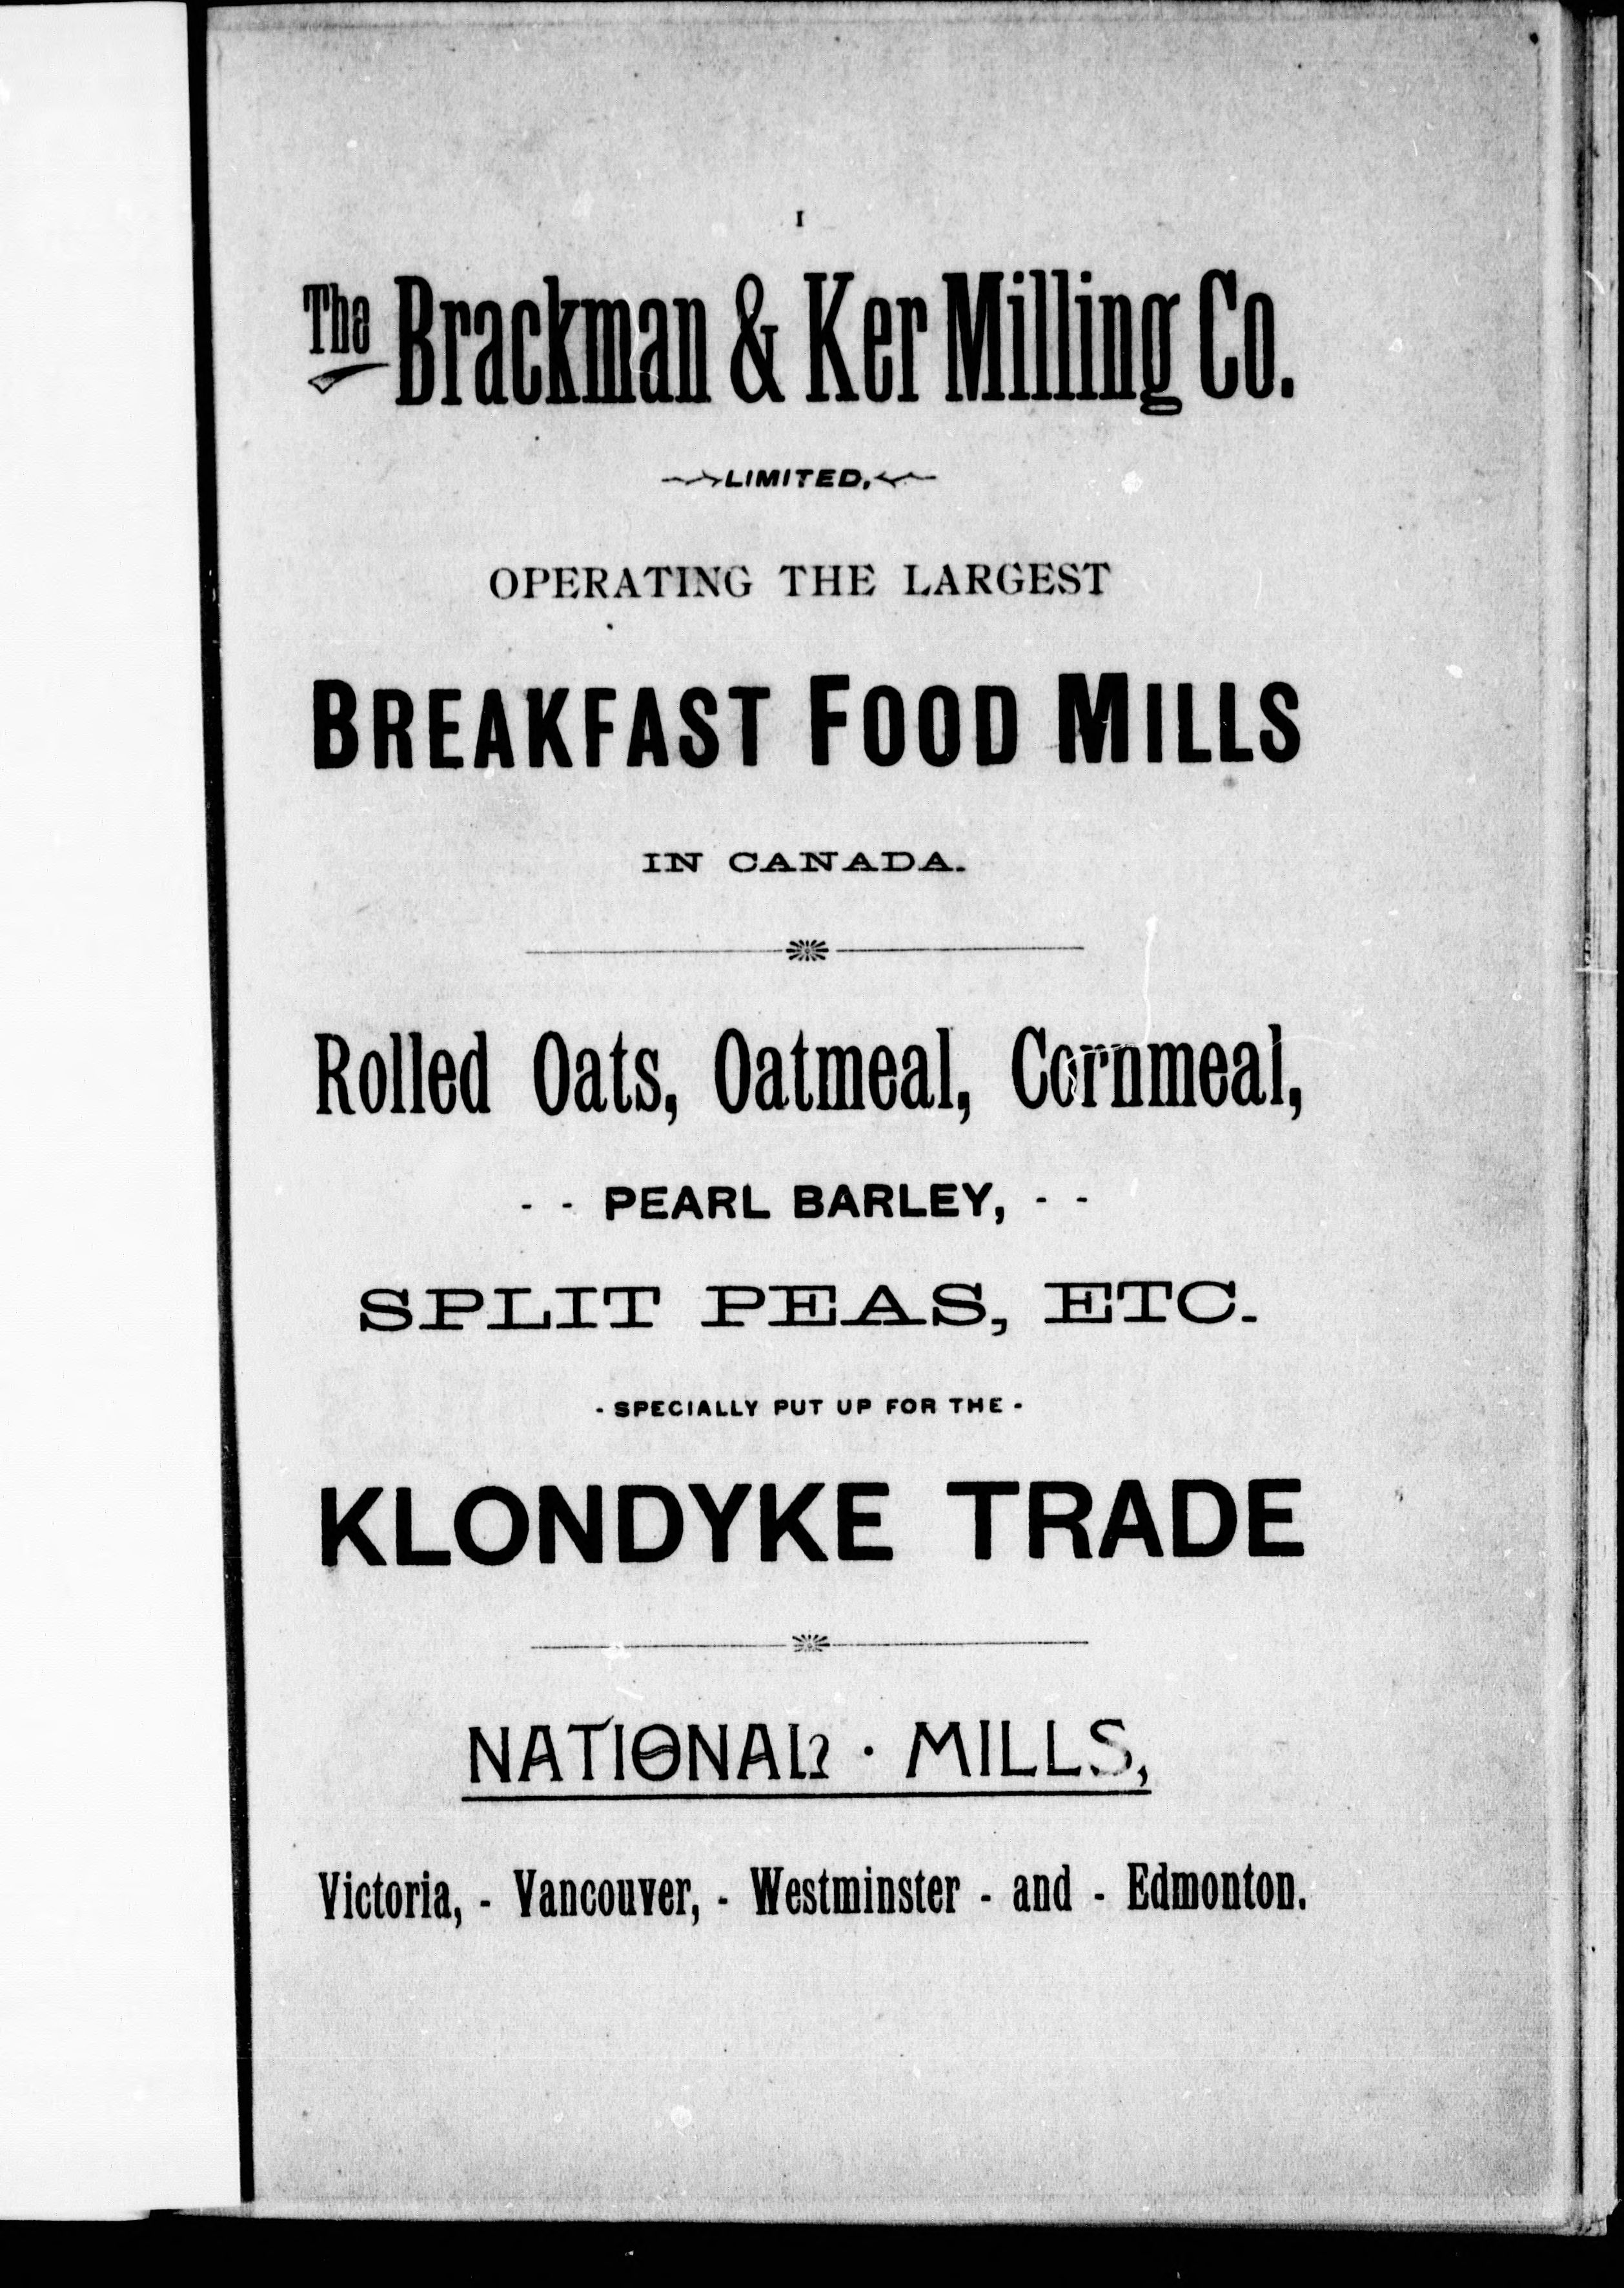 I
The Brackman & Ker Milling Co.
LIMITED,
OPERATING THE LARGEST
BREAKFAST FOOD MILLS
IN CANADA.
Rolled Oats, Oatmeal, Cornmeal,
- - PEARL BARLEY, - -
SPLIT PEAS, ETC.
- SPECIALLY PUT UP FOR THE -
KLONDYKE TRADE
NATIONAL · MILLS,
Victoria, - Vancouver, - Westminster - and - Edmonton.